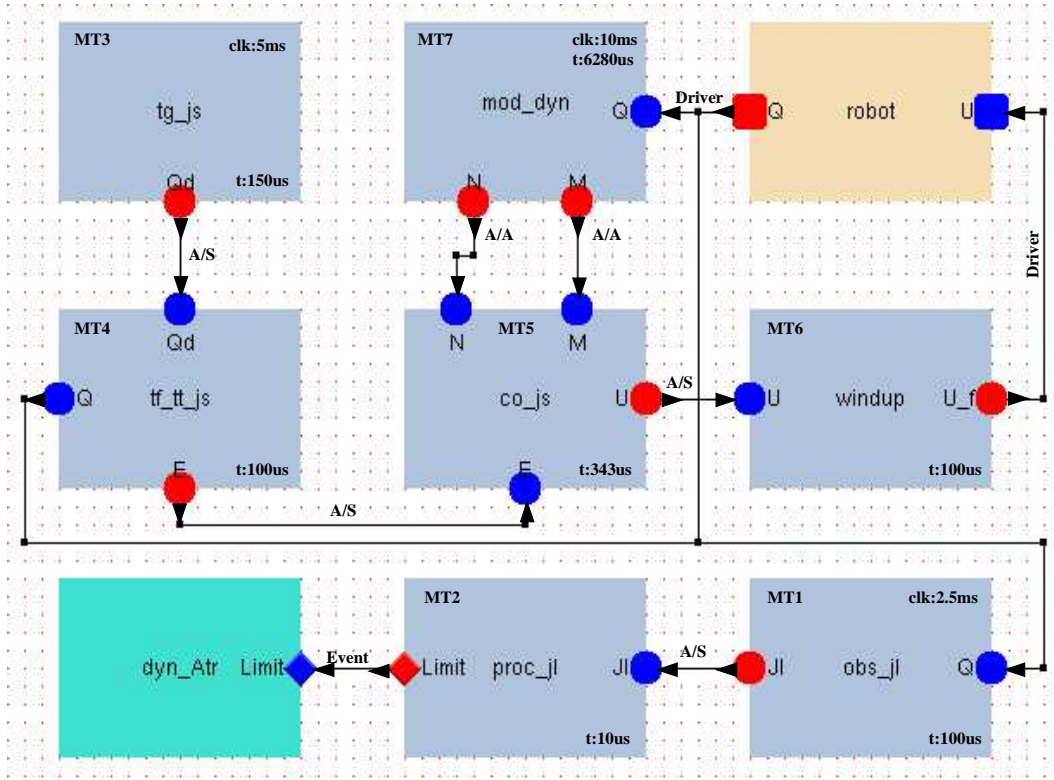 MT3
clk:5ms
tg_js
Qd
t:150us
MT7
clk:10ms
t:6280us
mod_dyn
Q
N
M
Driver
Q
robot
U
A/S
A/A
A/A
Driver
MT4
Qd
Q
tf_tt_js
E
t:100us
MT5
N
M
co_js
U
E
t:343us
A/S
MT6
U
windup
U_f
t:100us
A/S
dyn_Atr
Limit
Event
MT2
Limit
proc_jl
Jl
t:10us
A/S
MT1
clk:2.5ms
Jl
obs_jl
Q
t:100us